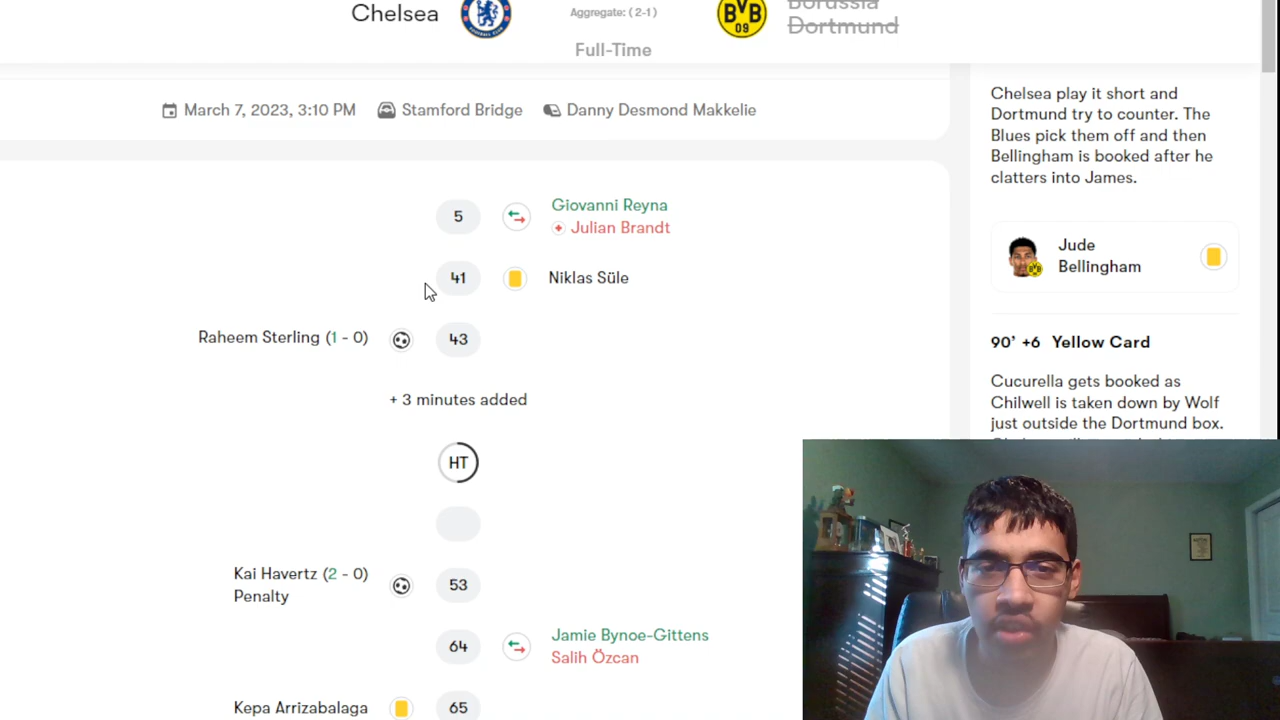 Chelsea
Aggregate: ( 2-1 )
Full-Time
BVB
09
Borussia
Dortmund
March 7, 2023, 3:10 PM
Stamford Bridge
Danny Desmond Makkelie
5
Giovanni Reyna
Julian Brandt
41
Niklas Süle
Raheem Sterling (1 - 0)
43
+ 3 minutes added
HT
Kai Havertz (2 - 0)
Penalty
53
64
Jamie Bynoe-Gittens
Salih Özcan
Kepa Arrizabalaga
65
Chelsea play it short and
Dortmund try to counter. The
Blues pick them off and then
Bellingham is booked after he
clatters into James.
Jude
Bellingham
90' +6 Yellow Card
Cucurella gets booked as
Chilwell is taken down by Wolf
just outside the Dortmund box.